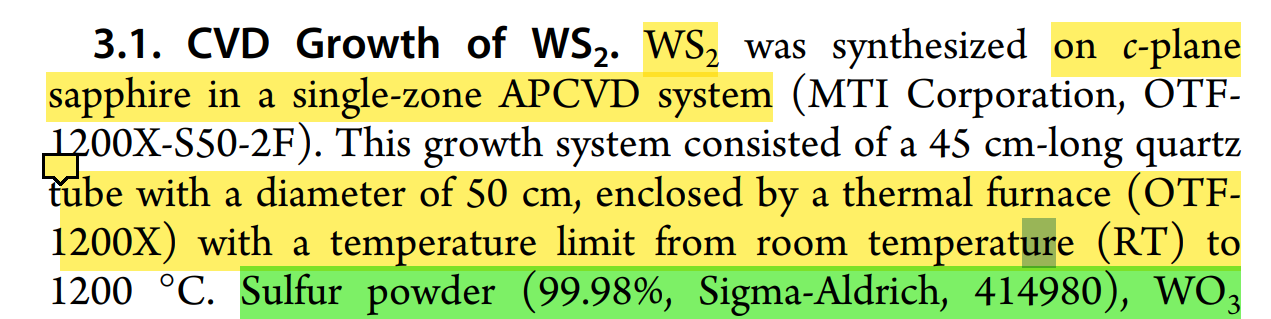 3.1. CVD Growth of WS₂. WS₂ was synthesized on c-plane
sapphire in a single-zone APCVD system (MTI Corporation, OTF-
1200X-S50-2F). This growth system consisted of a 45 cm-long quartz
tube with a diameter of 50 cm, enclosed by a thermal furnace (OTF-
1200X) with a temperature limit from room temperature (RT) to
1200 °C. Sulfur powder (99.98%, Sigma-Aldrich, 414980), WO₃